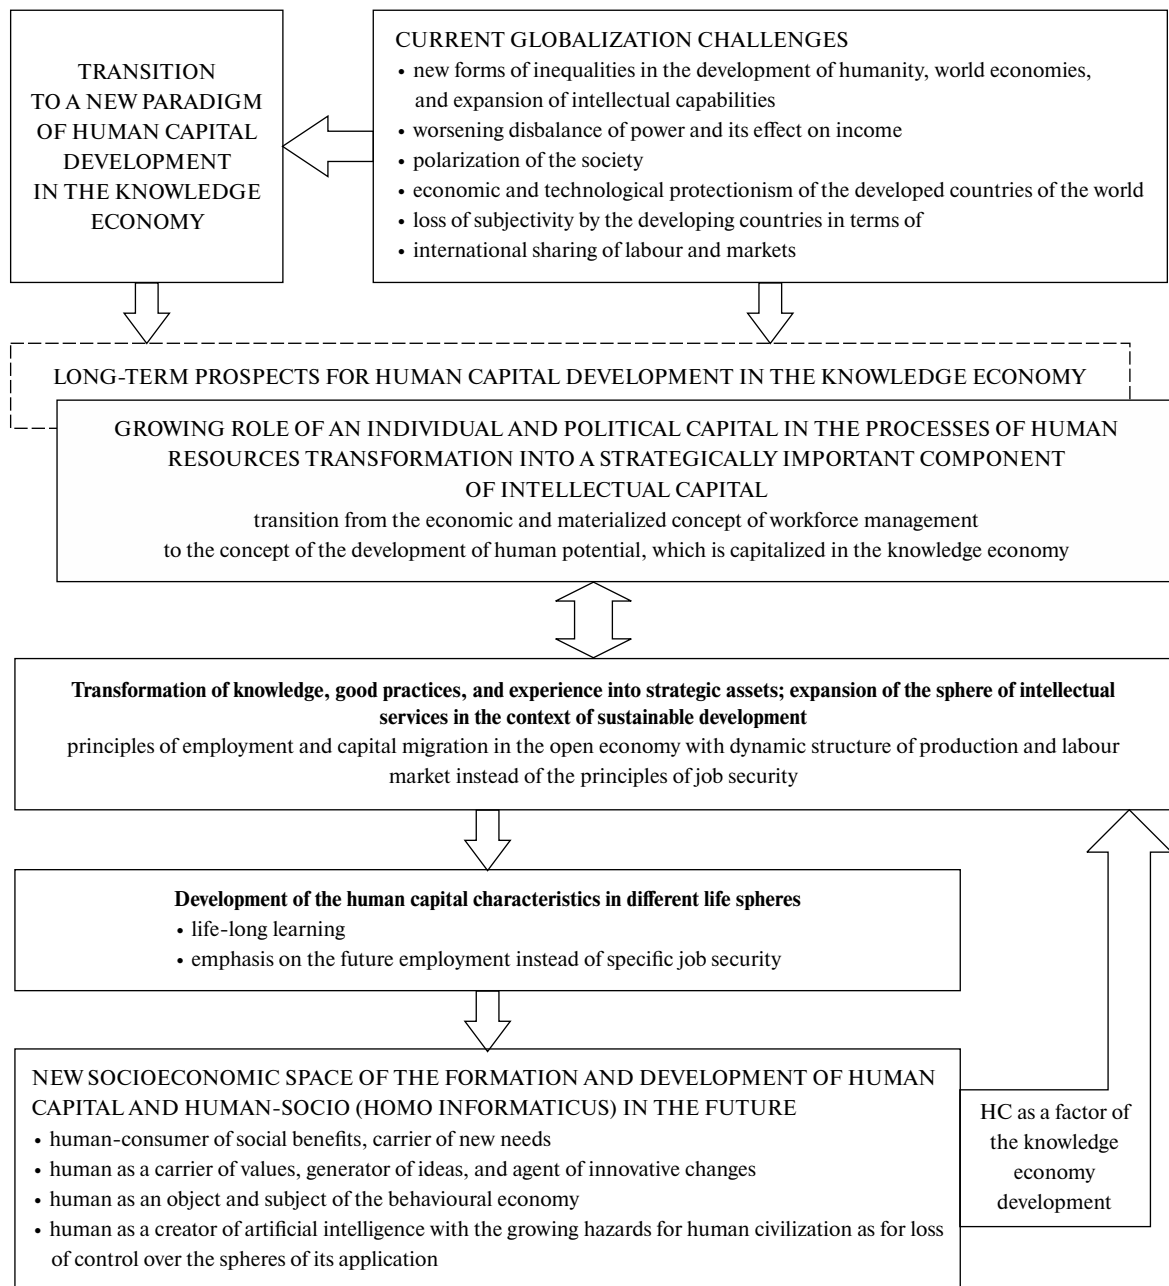 TRANSITION
TO A NEW PARADIGM
OF HUMAN CAPITAL
DEVELOPMENT
IN THE KNOWLEDGE
ECONOMY
CURRENT GLOBALIZATION CHALLENGES
• new forms of inequalities in the development of humanity, world economies,
and expansion of intellectual capabilities
• worsening disbalance of power and its effect on income
• polarization of the society
• economic and technological protectionism of the developed countries of the world
• loss of subjectivity by the developing countries in terms of
• international sharing of labour and markets
LONG-TERM PROSPECTS FOR HUMAN CAPITAL DEVELOPMENT IN THE KNOWLEDGE ECONOMY
GROWING ROLE OF AN INDIVIDUAL AND POLITICAL CAPITAL IN THE PROCESSES OF HUMAN
RESOURCES TRANSFORMATION INTO A STRATEGICALLY IMPORTANT COMPONENT
OF INTELLECTUAL CAPITAL
transition from the economic and materialized concept of workforce management
to the concept of the development of human potential, which is capitalized in the knowledge economy
Transformation of knowledge, good practices, and experience into strategic assets; expansion of the sphere of intellectual
services in the context of sustainable development
principles of employment and capital migration in the open economy with dynamic structure of production and labour
market instead of the principles of job security
Development of the human capital characteristics in different life spheres
• life-long learning
• emphasis on the future employment instead of specific job security
NEW SOCIOECONOMIC SPACE OF THE FORMATION AND DEVELOPMENT OF HUMAN
CAPITAL AND HUMAN-SOCIO (HOMO INFORMATICUS) IN THE FUTURE
• human-consumer of social benefits, carrier of new needs
• human as a carrier of values, generator of ideas, and agent of innovative changes
• human as an object and subject of the behavioural economy
• human as a creator of artificial intelligence with the growing hazards for human civilization as for loss
of control over the spheres of its application
HC as a factor of
the knowledge
economy
development